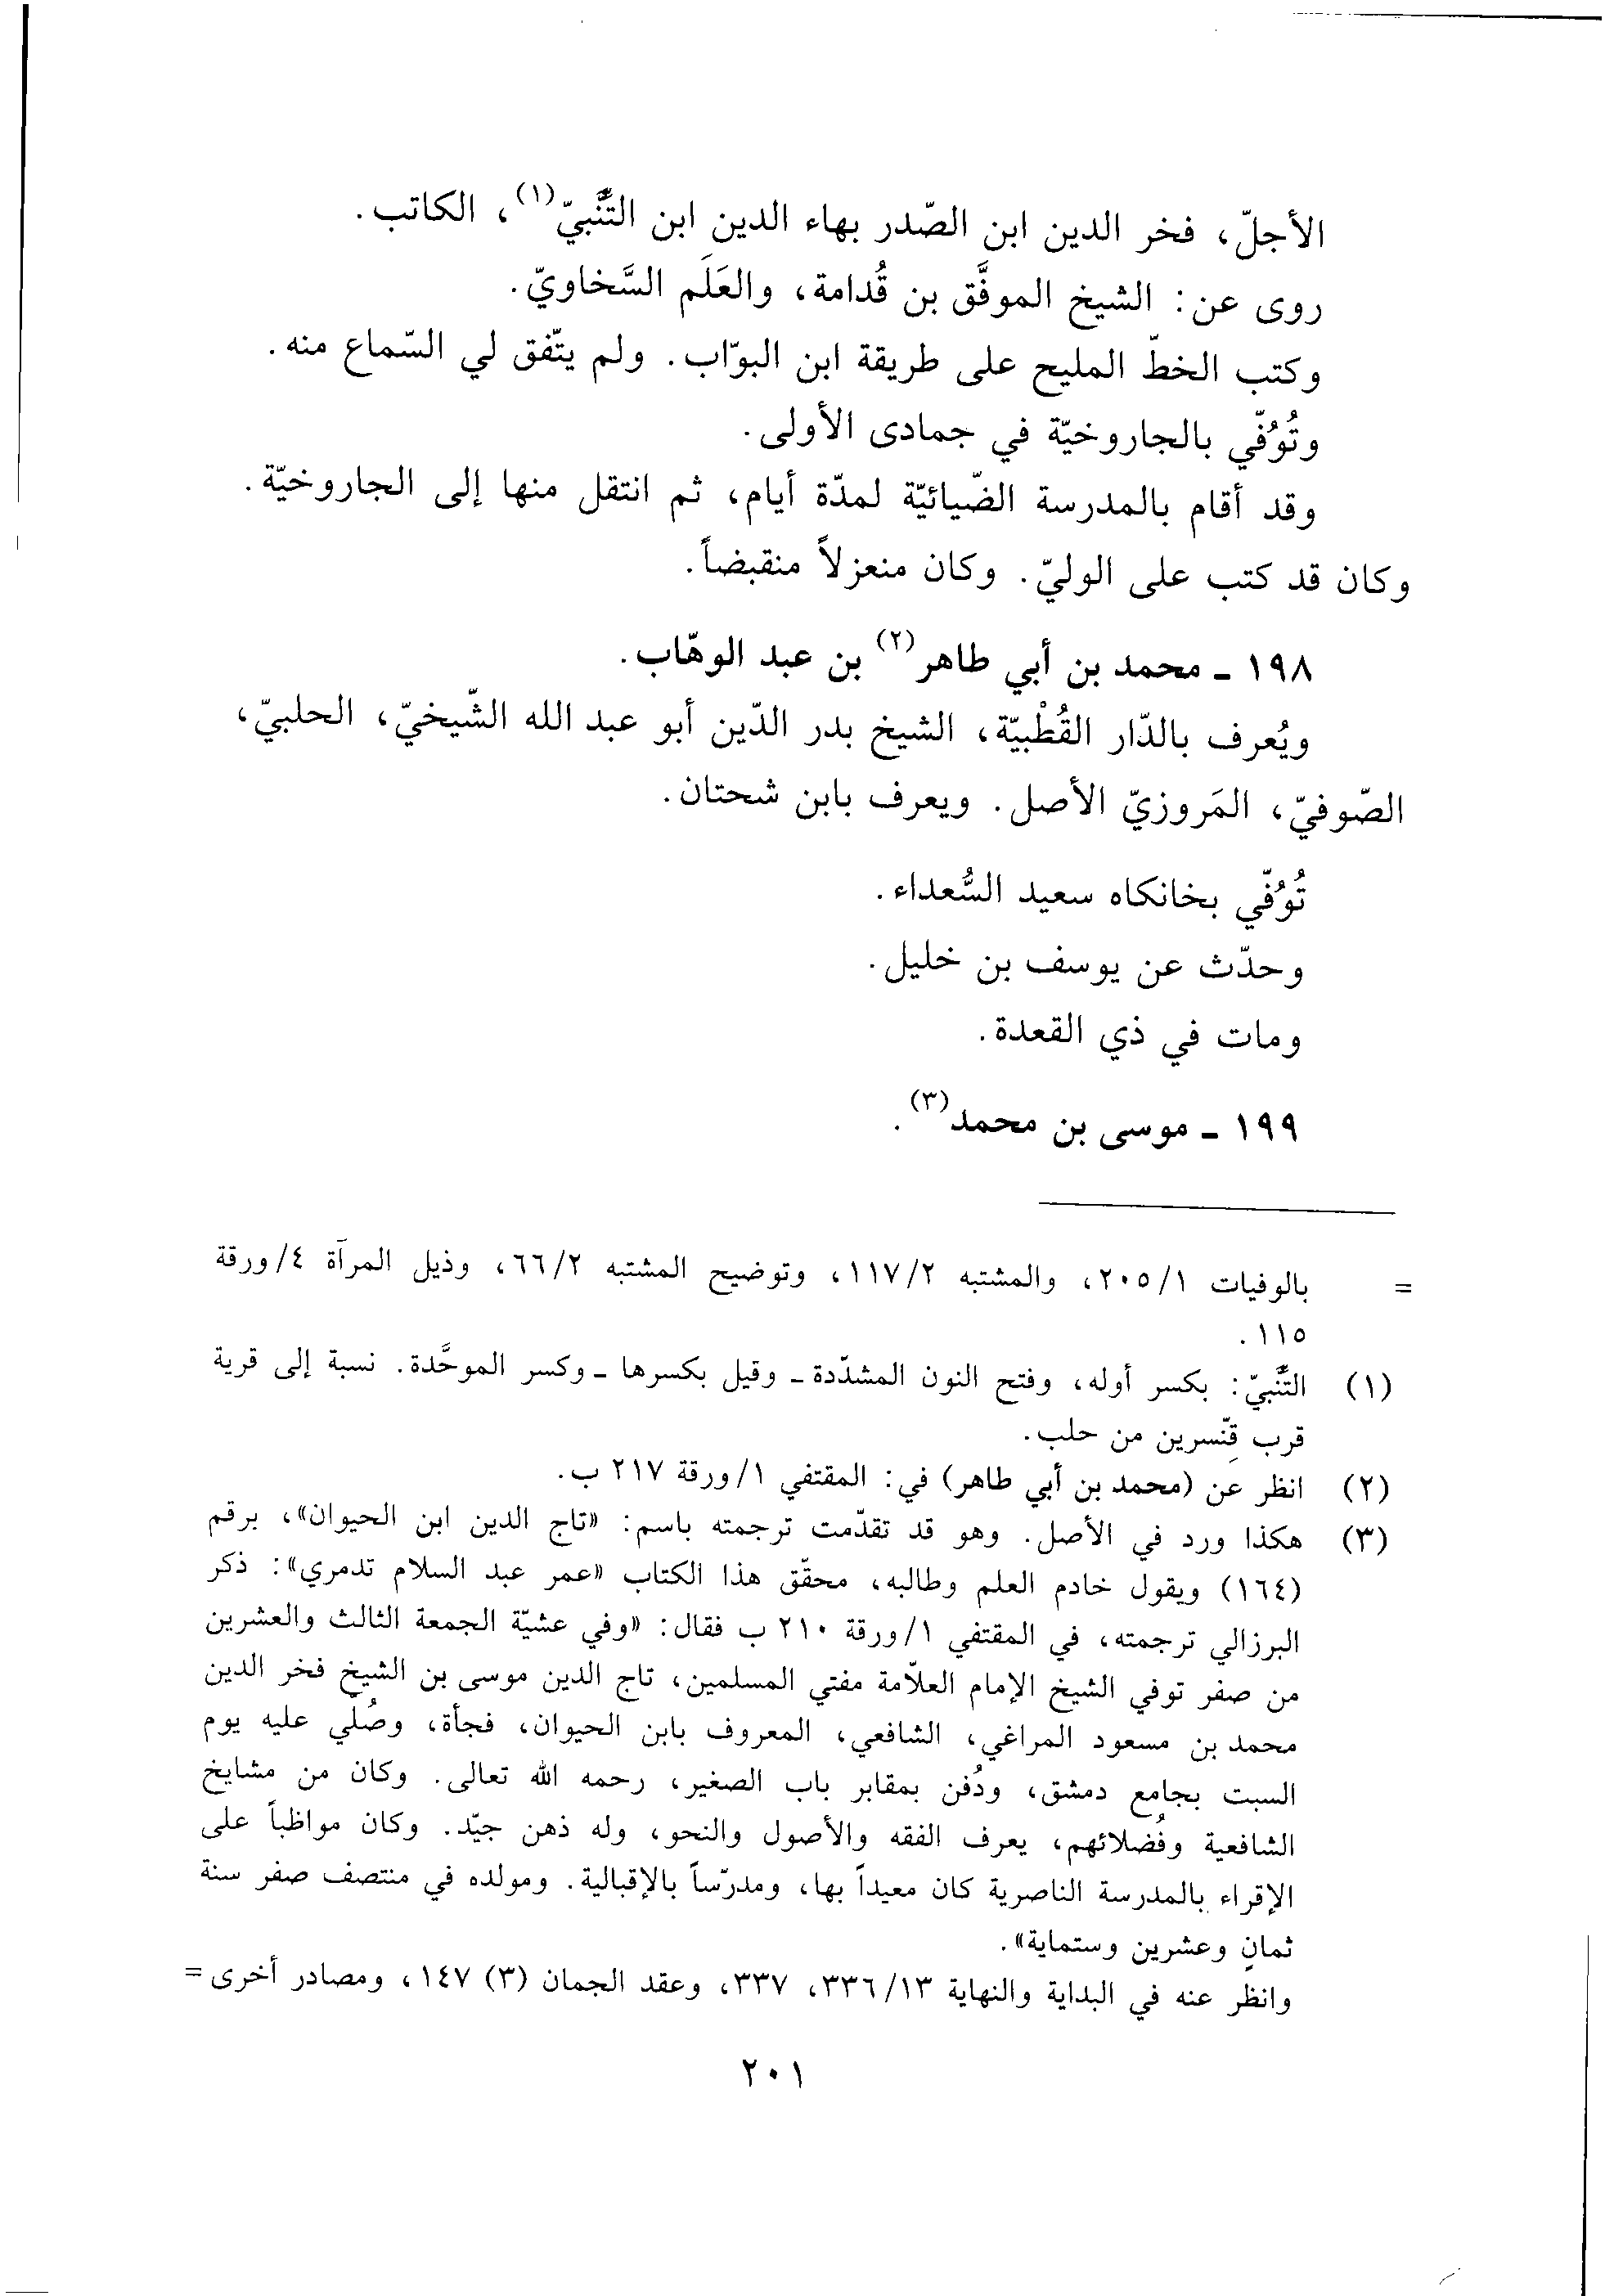 الأجلّ، فخر الدين ابن الصّدر بهاء الدين ابن التِّنَّبيّ(١)، الكاتب.
روى عن: الشيخ الموفَّق بن قُدامة، والعَلَم السَّخاويّ.
وكتب الخطّ المليح على طريقة ابن البوّاب. ولم يتّفق لي السّماع منه.
وتُوُفّي بالجاروخيّة في جمادى الأولى.
وقد أقام بالمدرسة الضّيائيّة لمدّة أيام، ثم انتقل منها إلى الجاروخيّة.
وكان قد كتب على الوليّ. وكان منعزلاً منقبضاً.
١٩٨ ـ محمد بن أبي طاهر(٢) بن عبد الوهّاب.
ويُعرف بالدّار القُطْبيّة، الشيخ بدر الدّين أبو عبد الله الشّيخيّ، الحلبيّ،
الصّوفيّ، المَروزيّ الأصل. ويعرف بابن شحتان.
تُوُفّي بخانكاه سعيد السُّعداء.
وحدّث عن يوسف بن خليل.
ومات في ذي القعدة.
١٩٩ ـ موسى بن محمد(٣).
= بالوفيات ٢٠٥/١، والمشتبه ١١٧/٢، وتوضيح المشتبه ٦٦/٢، وذيل المرآة ٤/ورقة
١١٥.
(١) التِّنَّبيّ: بكسر أوله، وفتح النون المشدّدة ـ وقيل بكسرها ـ وكسر الموحَّدة. نسبة إلى قرية
قرب قِنّسرين من حلب.
(٢) انظر عن (محمد بن أبي طاهر) في: المقتفي ١/ورقة ٢١٧ ب.
(٣) هكذا ورد في الأصل. وهو قد تقدّمت ترجمته باسم: «تاج الدين ابن الحيوان»، برقم
(١٦٤) ويقول خادم العلم وطالبه، محقّق هذا الكتاب «عمر عبد السلام تدمري»: ذكر
البرزالي ترجمته، في المقتفي ١/ورقة ٢١٠ ب فقال: «وفي عشيّة الجمعة الثالث والعشرين
من صفر توفي الشيخ الإمام العلاّمة مفتي المسلمين، تاج الدين موسى بن الشيخ فخر الدين
محمد بن مسعود المراغي، الشافعي، المعروف بابن الحيوان، فجأة، وصُلّي عليه يوم
السبت بجامع دمشق، ودُفن بمقابر باب الصغير، رحمه الله تعالى. وكان من مشايخ
الشافعية وفُضلائهم، يعرف الفقه والأصول والنحو، وله ذهن جيّد. وكان مواظباً على
الإقراء بالمدرسة الناصرية كان معيداً بها، ومدرّساً بالإقبالية. ومولده في منتصف صفر سنة
ثمانٍ وعشرين وستماية».
وانظر عنه في البداية والنهاية ٣٣٦/١٣، ٣٣٧، وعقد الجمان (٣) ١٤٧، ومصادر أخرى =
٢٠١